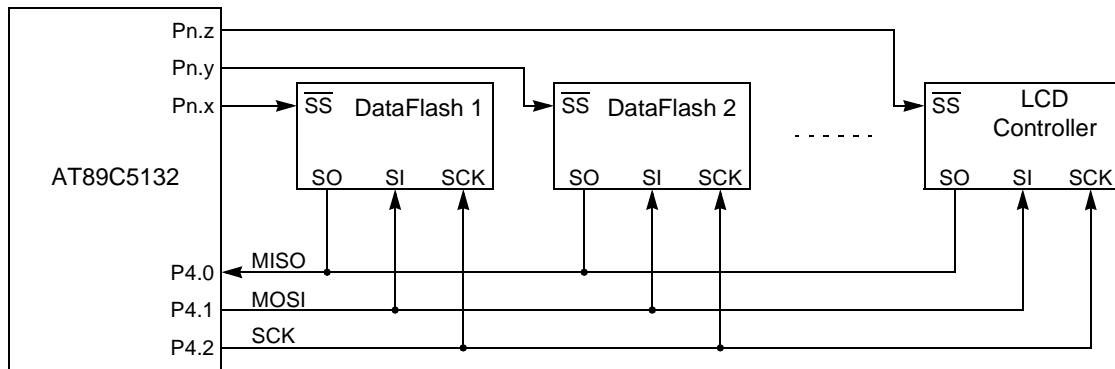 Pn.z
Pn.y
Pn.x
AT89C5132
P4.0
P4.1
P4.2
SS DataFlash 1
SO SI SCK
SS DataFlash 2
SO SI SCK
SS LCD
Controller
SO SI SCK
MISO
MOSI
SCK